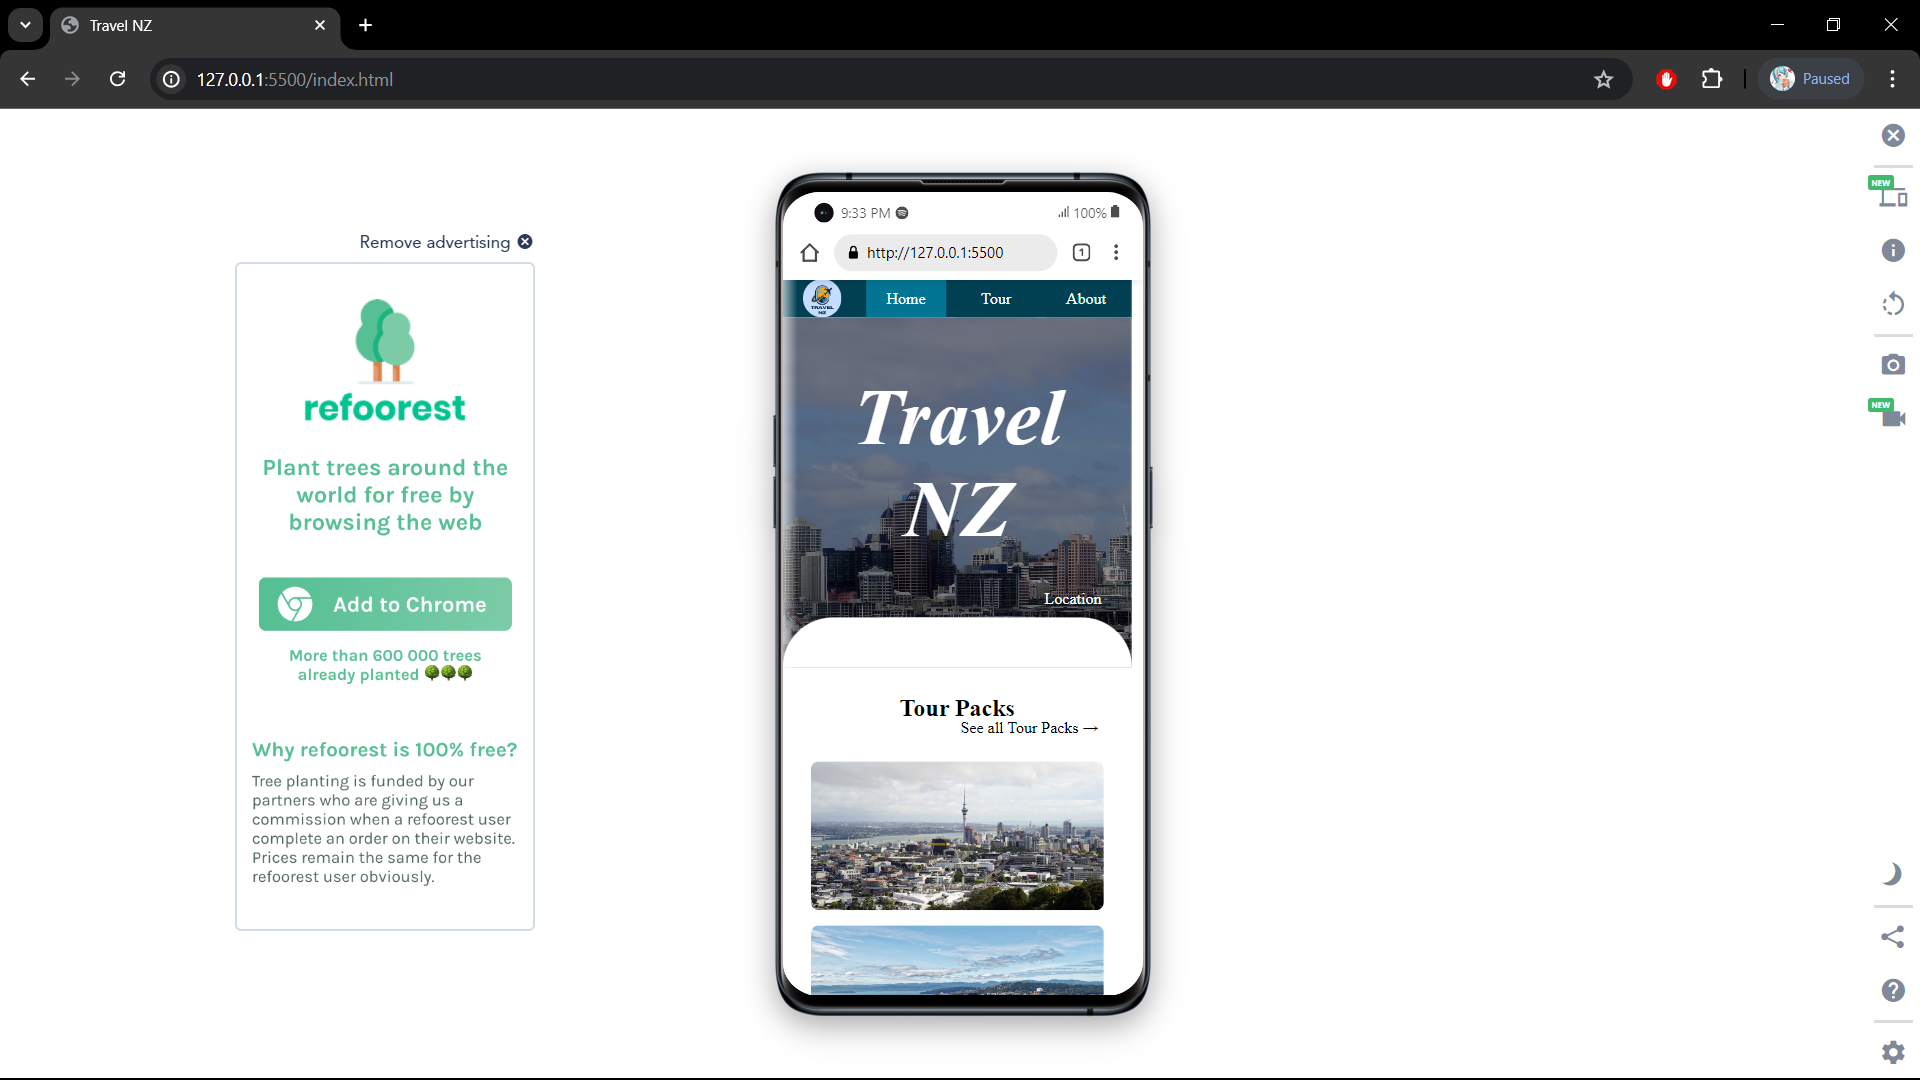 Travel NZ
127.0.0.1:5500/index.html
Paused
NEW
NEW
Remove advertising
refoorest
Plant trees around the
world for free by
browsing the web
Add to Chrome
More than 600 000 trees
already planted
Why refoorest is 100% free?
Tree planting is funded by our
partners who are giving us a
commission when a refoorest user
complete an order on their website.
Prices remain the same for the
refoorest user obviously.
9:33 PM
100%
http://127.0.0.1:5500
1
TRAVEL
NZ
Home
Tour
About
Travel
NZ
Location
Tour Packs
See all Tour Packs →